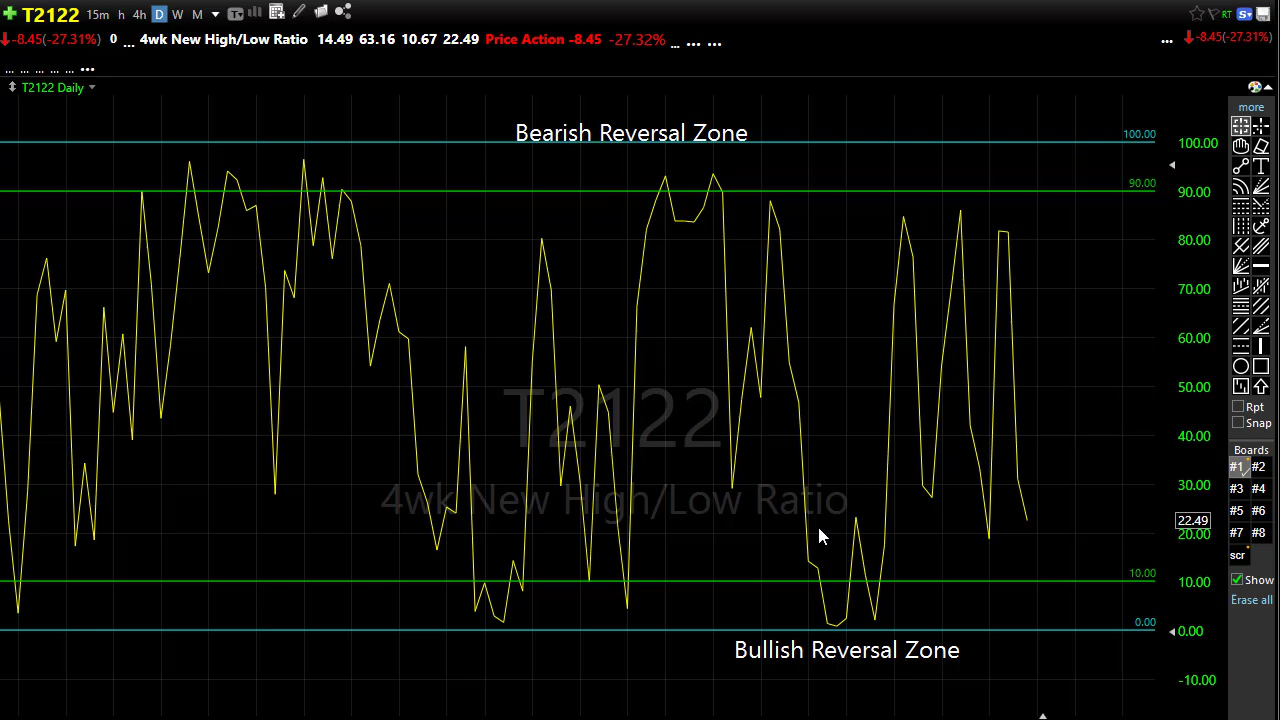 T2122 15m h 4h D W M RT S
-8.45(-27.31%) 0 ... 4wk New High/Low Ratio 14.49 63.16 10.67 22.49 Price Action -8.45 -27.32% ... ... ... ... -8.45(-27.31%)
... ... ... ... ... ...
T2122 Daily
more
Bearish Reversal Zone
100.00 100.00
90.00 90.00
80.00
70.00
60.00
50.00
40.00
30.00
22.49
20.00
10.00 10.00
0.00 0.00
-10.00
T2122
4wk New High/Low Ratio
Bullish Reversal Zone
T
Rpt
Snap
Boards
#1 #2
#3 #4
#5 #6
#7 #8
scr
Show
Erase all